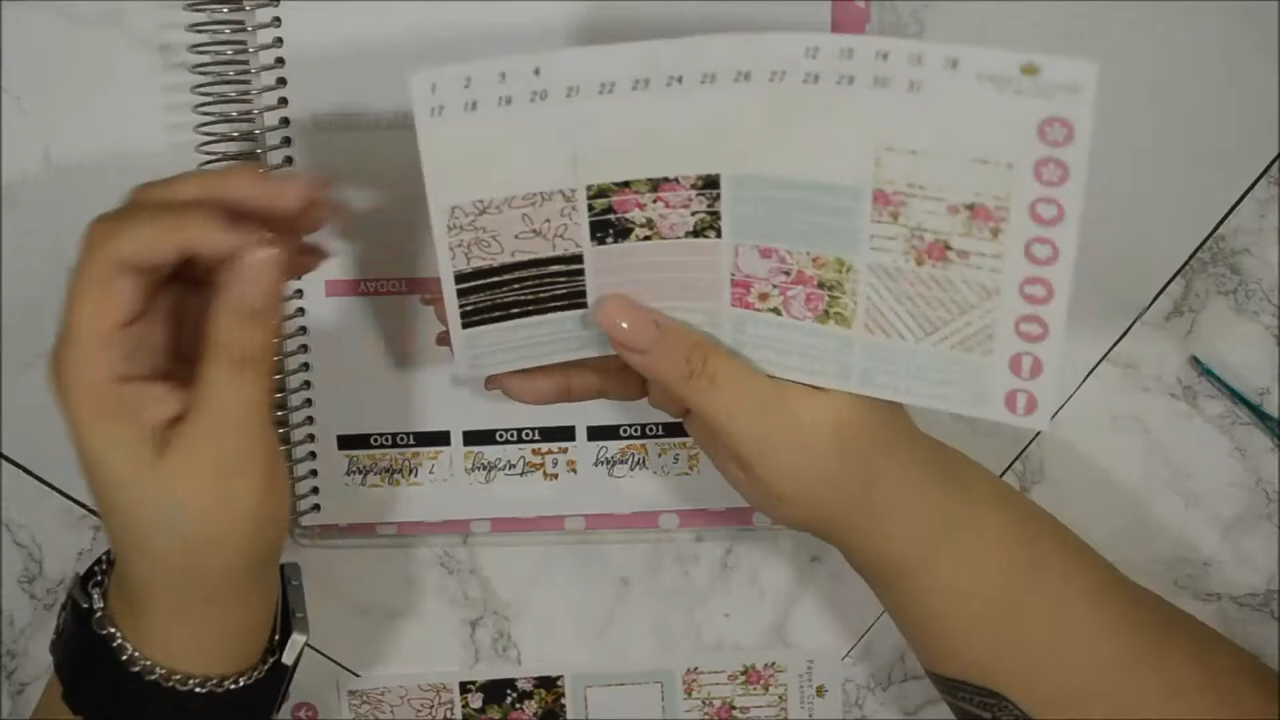 1 2 3 4 12 13 14 15 16
17 18 19 20 21 22 23 24 25 26 27 28 29 30 31
TODAY
TO DO TO DO TO DO
Wednesday 7 Tuesday 6 Monday 5